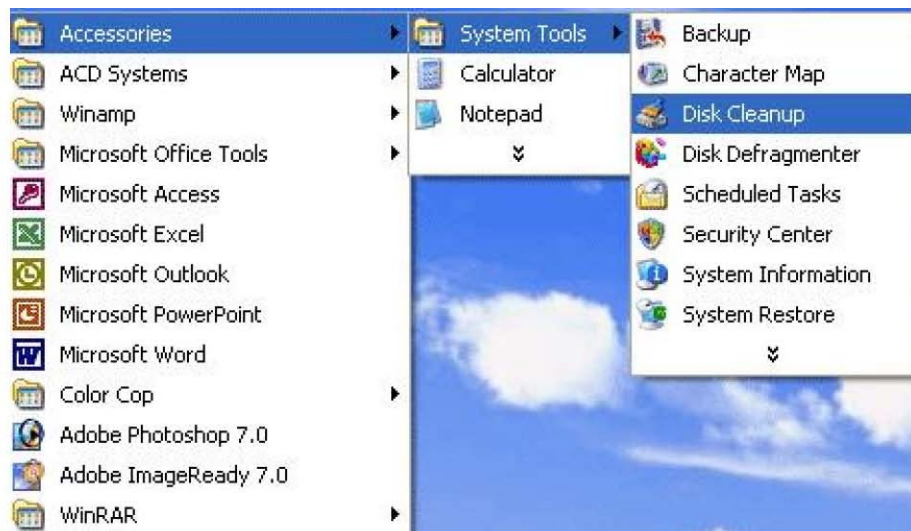 Accessories
ACD Systems
Winamp
Microsoft Office Tools
Microsoft Access
Microsoft Excel
Microsoft Outlook
Microsoft PowerPoint
Microsoft Word
Color Cop
Adobe Photoshop 7.0
Adobe ImageReady 7.0
WinRAR
System Tools
Calculator
Notepad
Backup
Character Map
Disk Cleanup
Disk Defragmenter
Scheduled Tasks
Security Center
System Information
System Restore